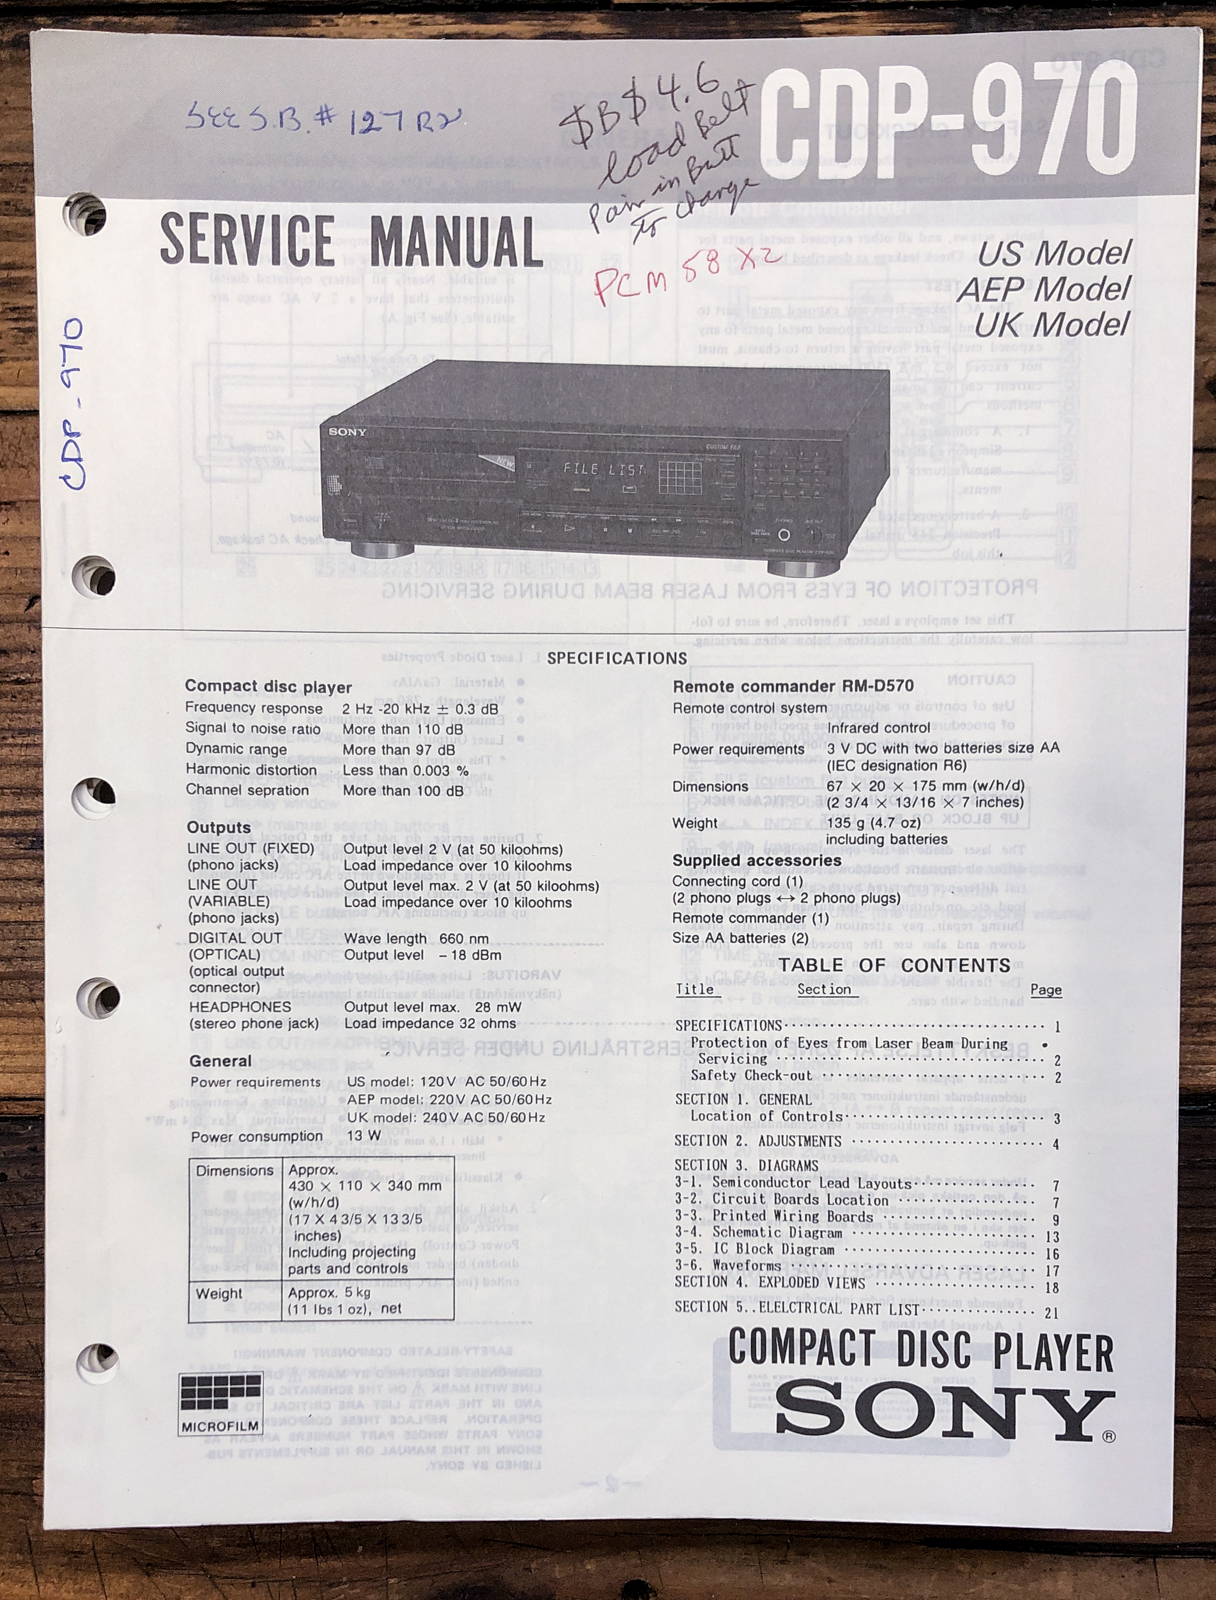 SEE S.B. # 127 R2
$B$ 4.6
load Belt
Pain in Butt
to change
PCM 58 X2
CDP-970
SERVICE MANUAL
US Model
AEP Model
UK Model
CDP-970
SONY
CUSTOM FILE
NEW
FILE LIST
SPECIFICATIONS
Compact disc player
Frequency response 2 Hz -20 kHz ± 0.3 dB
Signal to noise ratio More than 110 dB
Dynamic range More than 97 dB
Harmonic distortion Less than 0.003 %
Channel sepration More than 100 dB
Outputs
LINE OUT (FIXED) Output level 2 V (at 50 kiloohms)
(phono jacks) Load impedance over 10 kiloohms
LINE OUT Output level max. 2 V (at 50 kiloohms)
(VARIABLE) Load impedance over 10 kiloohms
(phono jacks)
DIGITAL OUT Wave length 660 nm
(OPTICAL) Output level −18 dBm
(optical output
connector)
HEADPHONES Output level max. 28 mW
(stereo phone jack) Load impedance 32 ohms
General
Power requirements US model: 120V AC 50/60Hz
AEP model: 220V AC 50/60Hz
UK model: 240V AC 50/60Hz
Power consumption 13 W
Dimensions Approx.
430 × 110 × 340 mm
(w/h/d)
(17 X 4 3/5 X 13 3/5
inches)
Including projecting
parts and controls
Weight Approx. 5 kg
(11 lbs 1 oz), net
MICROFILM
Remote commander RM-D570
Remote control system
Infrared control
Power requirements 3 V DC with two batteries size AA
(IEC designation R6)
Dimensions 67 × 20 × 175 mm (w/h/d)
(2 3/4 × 13/16 × 7 inches)
Weight 135 g (4.7 oz)
including batteries
Supplied accessories
Connecting cord (1)
(2 phono plugs ↔ 2 phono plugs)
Remote commander (1)
Size AA batteries (2)
TABLE OF CONTENTS
Title Section Page
SPECIFICATIONS 1
Protection of Eyes from Laser Beam During
Servicing 2
Safety Check-out 2
SECTION 1. GENERAL
Location of Controls 3
SECTION 2. ADJUSTMENTS 4
SECTION 3. DIAGRAMS
3-1. Semiconductor Lead Layouts 7
3-2. Circuit Boards Location 7
3-3. Printed Wiring Boards 9
3-4. Schematic Diagram 13
3-5. IC Block Diagram 16
3-6. Waveforms 17
SECTION 4. EXPLODED VIEWS 18
SECTION 5..ELELCTRICAL PART LIST 21
COMPACT DISC PLAYER
SONY®